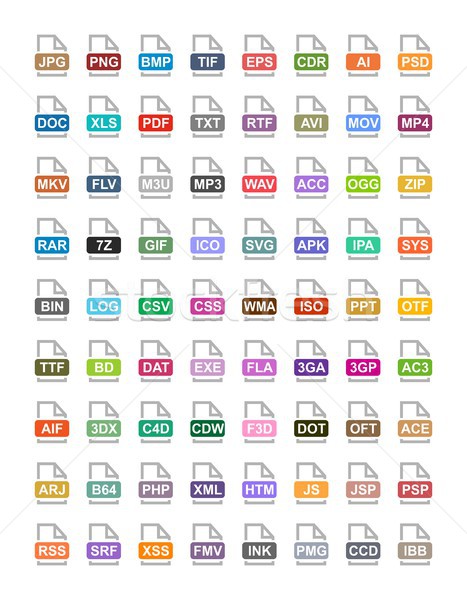 JPG PNG BMP TIF EPS CDR AI PSD
DOC XLS PDF TXT RTF AVI MOV MP4
MKV FLV M3U MP3 WAV ACC OGG ZIP
RAR 7Z GIF ICO SVG APK IPA SYS
BIN LOG CSV CSS WMA ISO PPT OTF
TTF BD DAT EXE FLA 3GA 3GP AC3
AIF 3DX C4D CDW F3D DOT OFT ACE
ARJ B64 PHP XML HTM JS JSP PSP
RSS SRF XSS FMV INK PMG CCD IBB